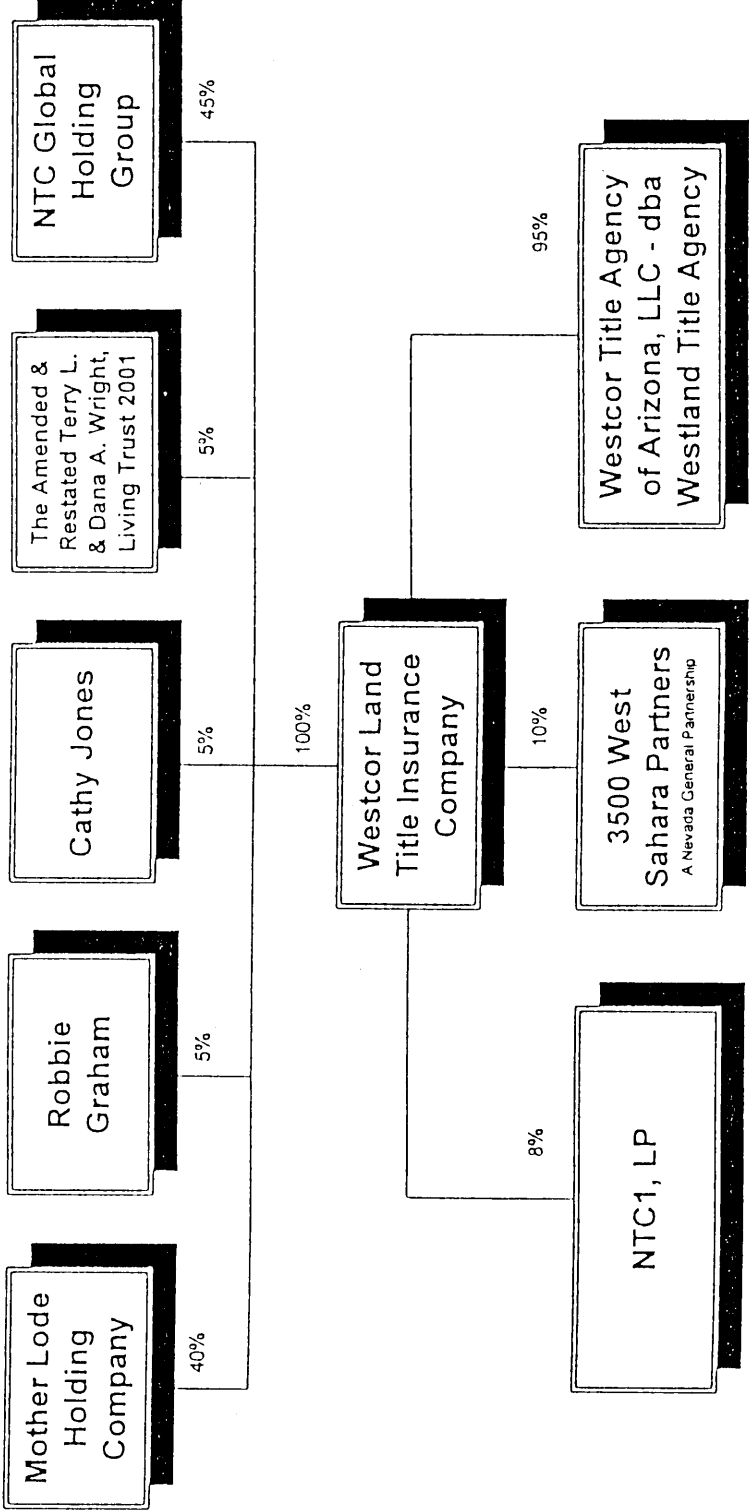 Mother Lode
Holding
Company
40%
Robbie
Graham
5%
Cathy Jones
5%
The Amended &
Restated Terry L.
& Dana A. Wright,
Living Trust 2001
5%
NTC Global
Holding
Group
45%
100%
Westcor Land
Title Insurance
Company
8%
NTC1, LP
10%
3500 West
Sahara Partners
A Nevada General Partnership
95%
Westcor Title Agency
of Arizona, LLC - dba
Westland Title Agency